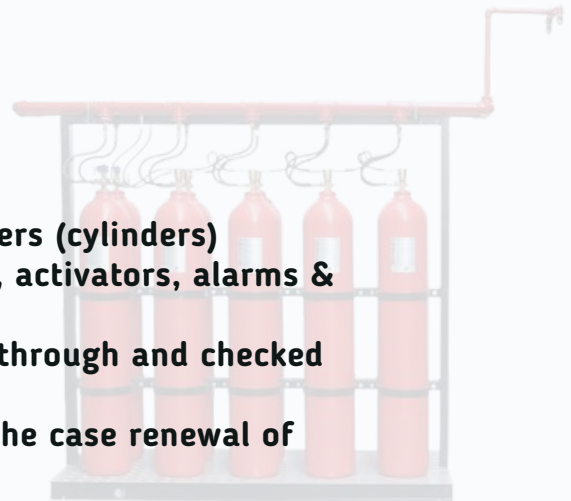 ers (cylinders)
, activators, alarms &
through and checked
he case renewal of